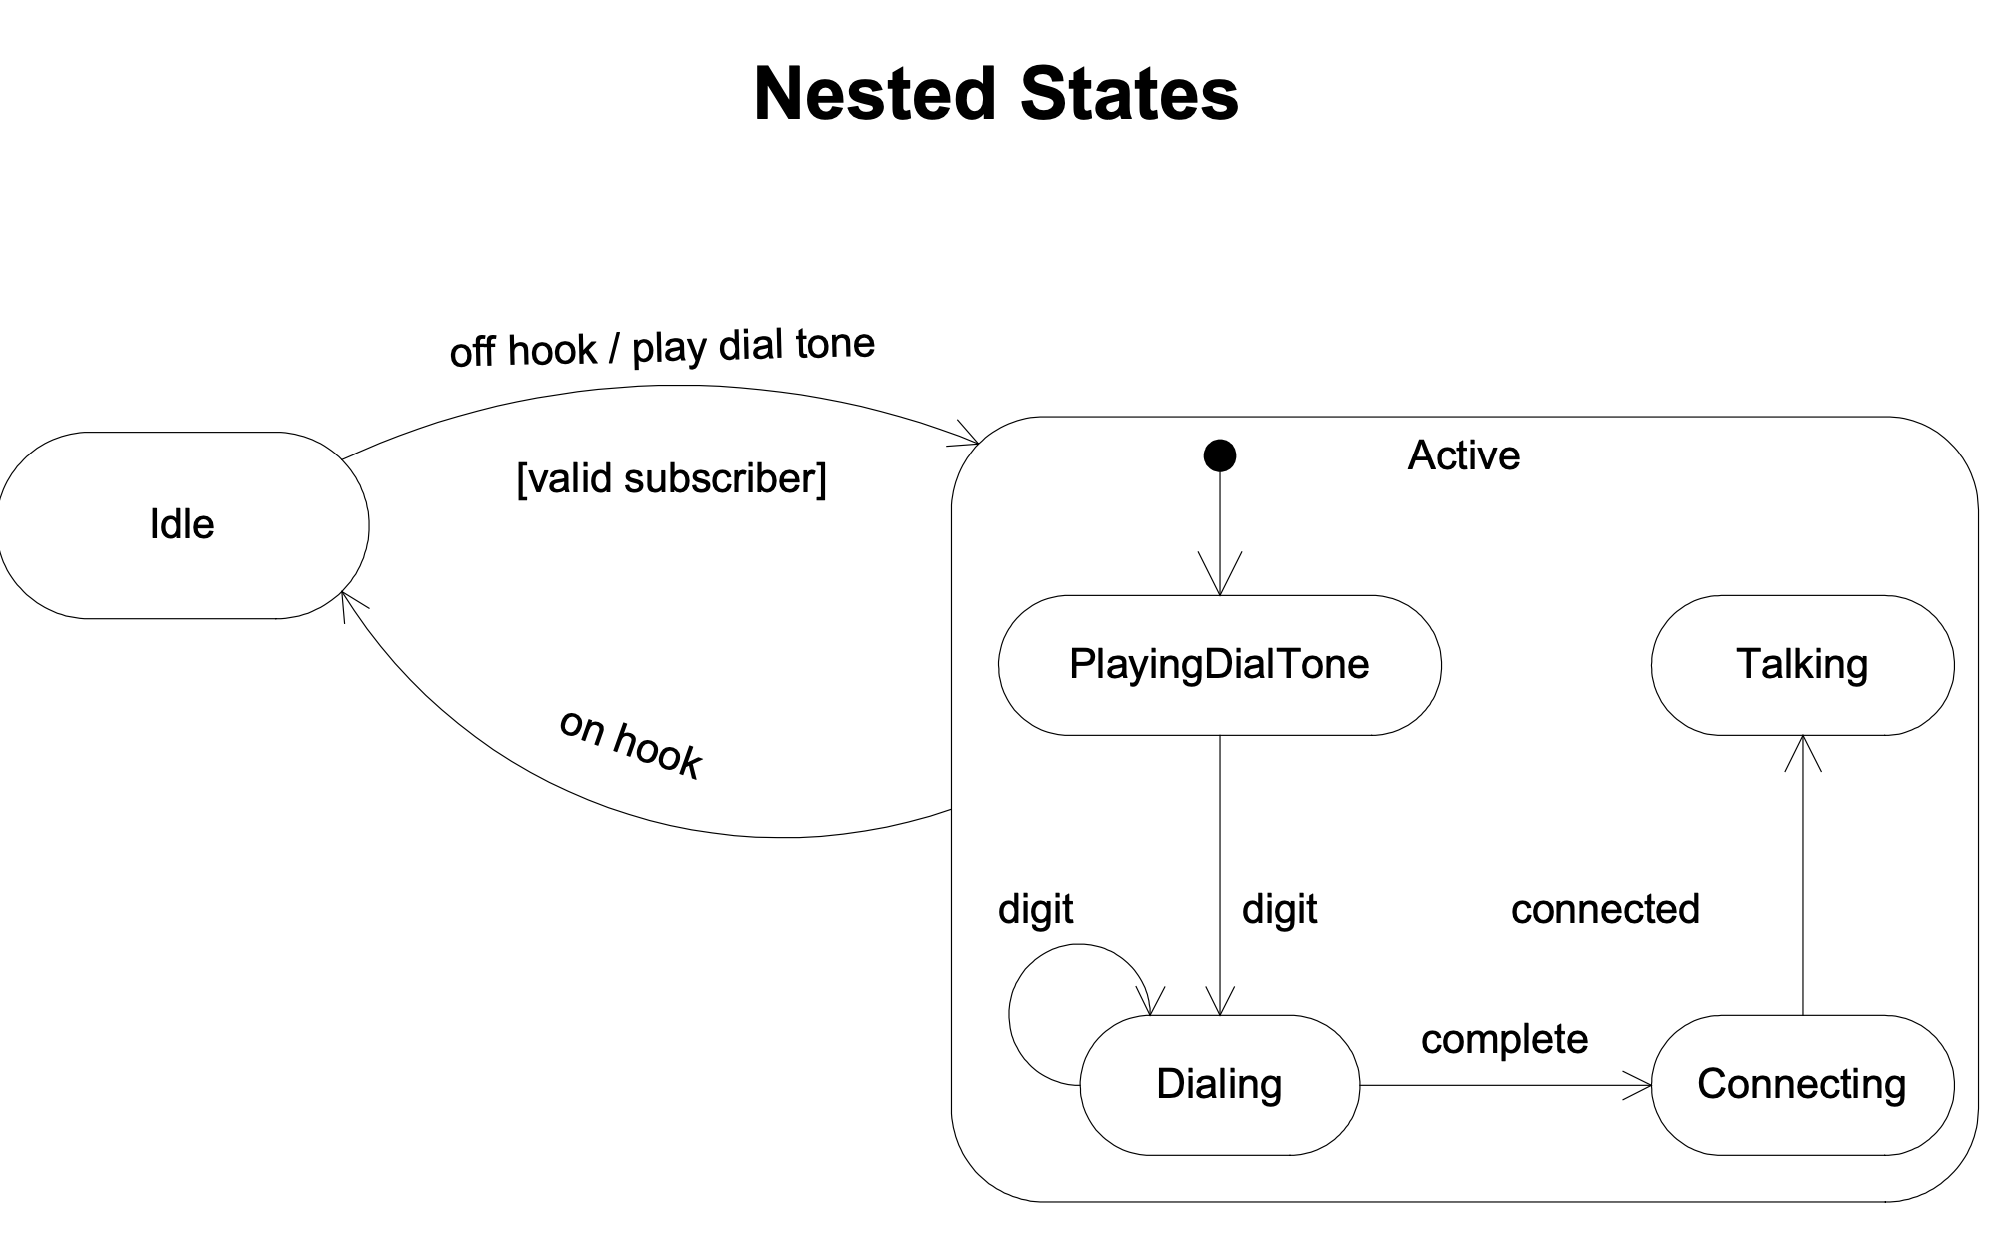 Nested States
off hook / play dial tone
[valid subscriber]
Idle
on hook
Active
PlayingDialTone
Talking
digit
digit
connected
complete
Dialing
Connecting